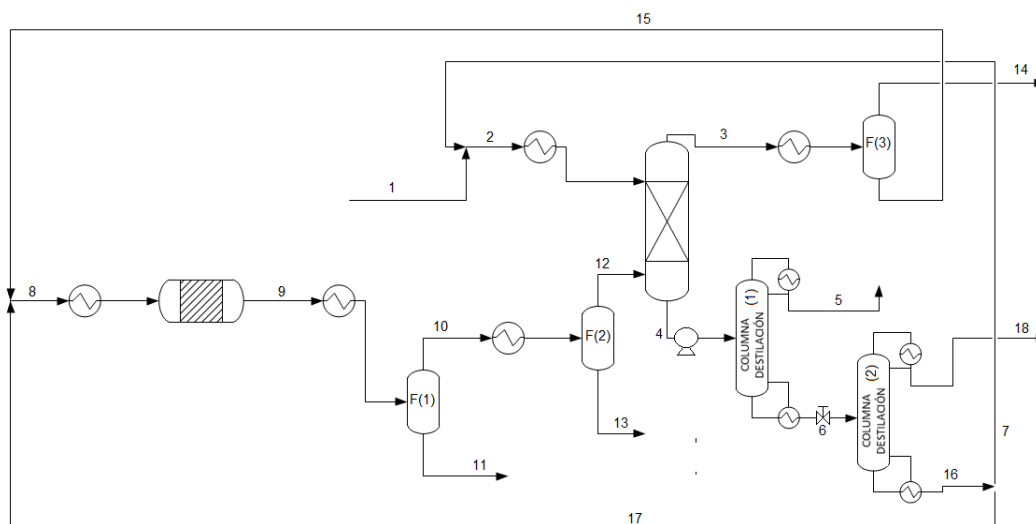 15
14
2
3
F(3)
1
12
8
9
10
F(2)
4
COLUMNA
DESTILACIÓN
(1)
5
18
F(1)
COLUMNA
DESTILACIÓN
(2)
13
6
7
11
16
17